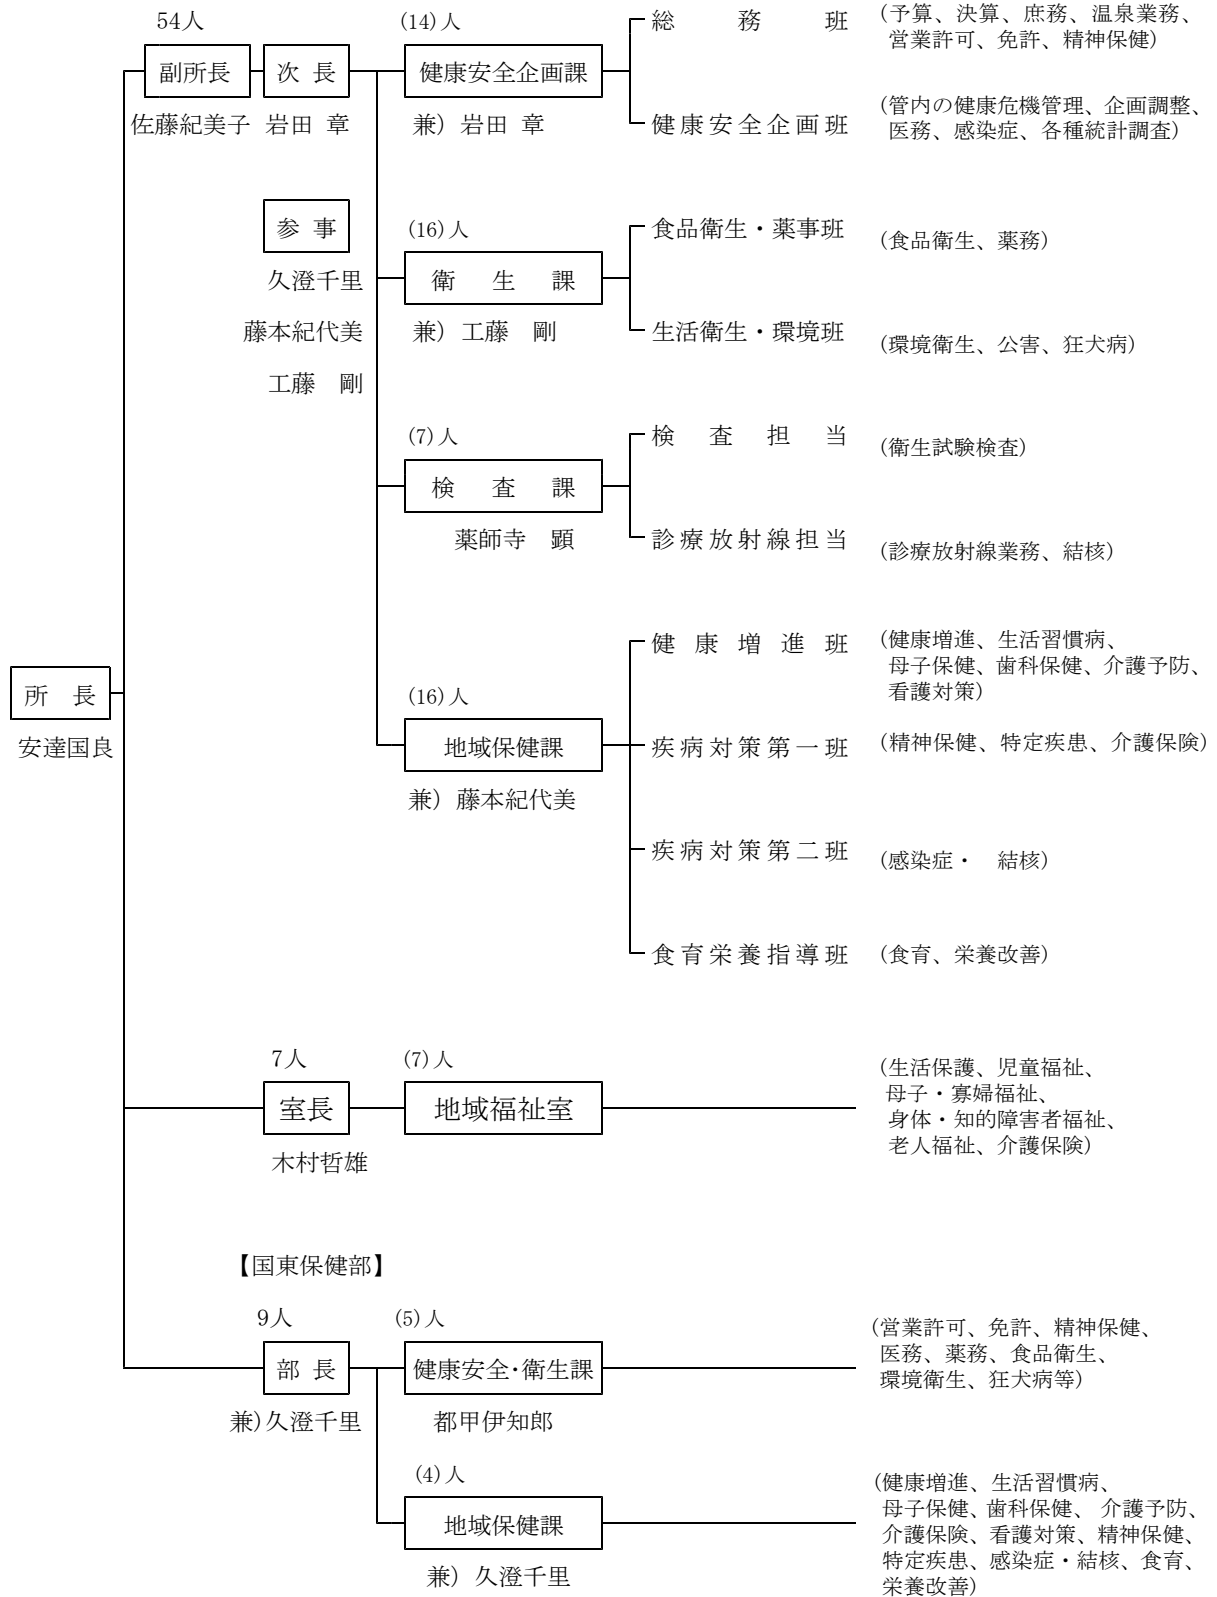 54人
副所長
次 長
佐藤紀美子
岩田 章
(14)人
健康安全企画課
兼）岩田 章
総務班
(予算、決算、庶務、温泉業務、
営業許可、免許、精神保健)
健康安全企画班
(管内の健康危機管理、企画調整、
医務、感染症、各種統計調査)
参 事
久澄千里
藤本紀代美
工藤 剛
(16)人
衛生課
兼）工藤 剛
食品衛生・薬事班
(食品衛生、薬務)
生活衛生・環境班
(環境衛生、公害、狂犬病)
(7)人
検査課
薬師寺 顕
検査担当
(衛生試験検査)
診療放射線担当
(診療放射線業務、結核)
所 長
安達国良
(16)人
地域保健課
兼）藤本紀代美
健康増進班
(健康増進、生活習慣病、
母子保健、歯科保健、介護予防、
看護対策)
疾病対策第一班
(精神保健、特定疾患、介護保険)
疾病対策第二班
(感染症・ 結核)
食育栄養指導班
(食育、栄養改善)
7人
室長
木村哲雄
(7)人
地域福祉室
(生活保護、児童福祉、
母子・寡婦福祉、
身体・知的障害者福祉、
老人福祉、介護保険)
【国東保健部】
9人
部 長
兼)久澄千里
(5)人
健康安全・衛生課
都甲伊知郎
(営業許可、免許、精神保健、
医務、薬務、食品衛生、
環境衛生、狂犬病等)
(4)人
地域保健課
兼）久澄千里
(健康増進、生活習慣病、
母子保健、歯科保健、 介護予防、
介護保険、看護対策、精神保健、
特定疾患、感染症・結核、食育、
栄養改善)